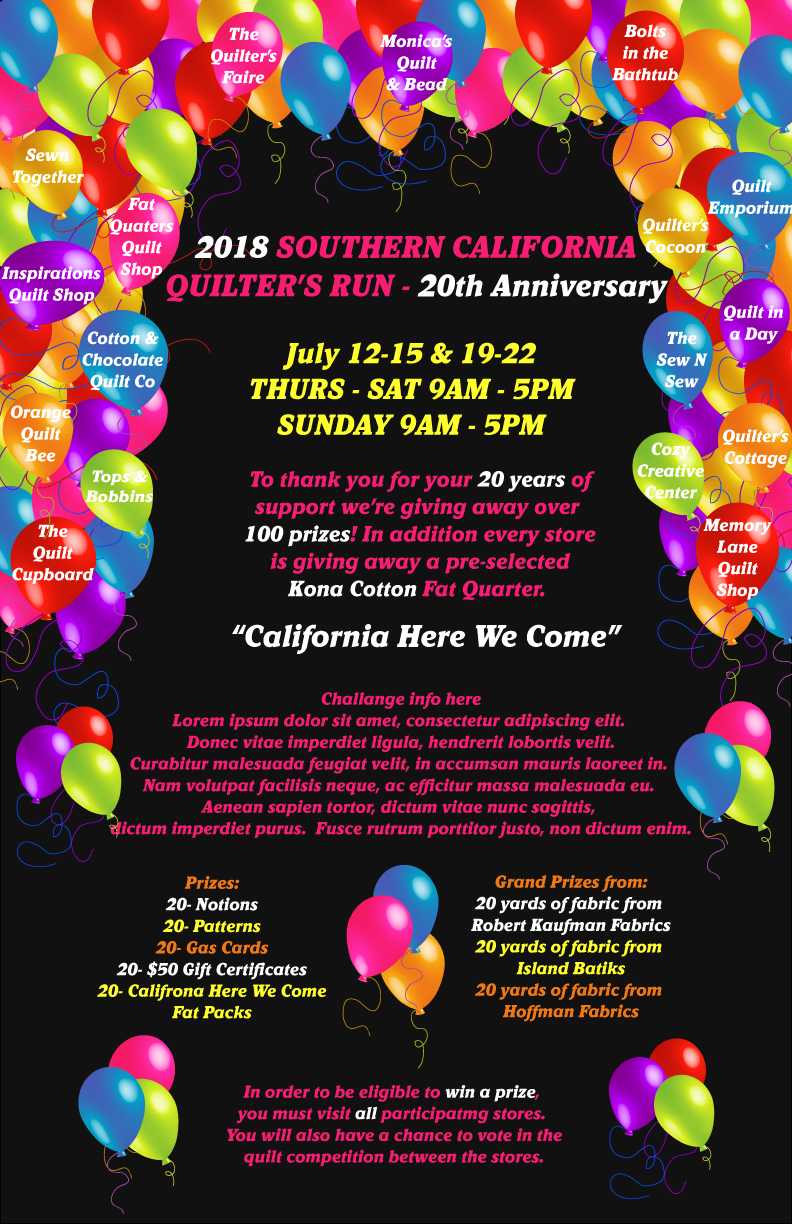 The
Quilter's
Faire
Monica's
Quilt
& Bead
Bolts
in the
Bathtub
Sewn
Together
Fat
Quaters
Quilt
Shop
Inspirations
Quilt Shop
Cotton &
Chocolate
Quilt Co
Orange
Quilt
Bee
Tops &
Bobbins
The
Quilt
Cupboard
Quilt
Emporium
Quilter's
Cocoon
Quilt in
a Day
The
Sew N
Sew
Quilter's
Cottage
Cozy
Creative
Center
Memory
Lane
Quilt
Shop
2018 SOUTHERN CALIFORNIA
QUILTER'S RUN - 20th Anniversary
July 12-15 & 19-22
THURS - SAT 9AM - 5PM
SUNDAY 9AM - 5PM
To thank you for your 20 years of
support we're giving away over
100 prizes! In addition every store
is giving away a pre-selected
Kona Cotton Fat Quarter.
“California Here We Come”
Challange info here
Lorem ipsum dolor sit amet, consectetur adipiscing elit.
Donec vitae imperdiet ligula, hendrerit lobortis velit.
Curabitur malesuada feugiat velit, in accumsan mauris laoreet in.
Nam volutpat facilisis neque, ac efficitur massa malesuada eu.
Aenean sapien tortor, dictum vitae nunc sagittis,
dictum imperdiet purus. Fusce rutrum porttitor justo, non dictum enim.
Prizes:
20- Notions
20- Patterns
20- Gas Cards
20- $50 Gift Certificates
20- Califrona Here We Come
Fat Packs
Grand Prizes from:
20 yards of fabric from
Robert Kaufman Fabrics
20 yards of fabric from
Island Batiks
20 yards of fabric from
Hoffman Fabrics
In order to be eligible to win a prize,
you must visit all participatmg stores.
You will also have a chance to vote in the
quilt competition between the stores.